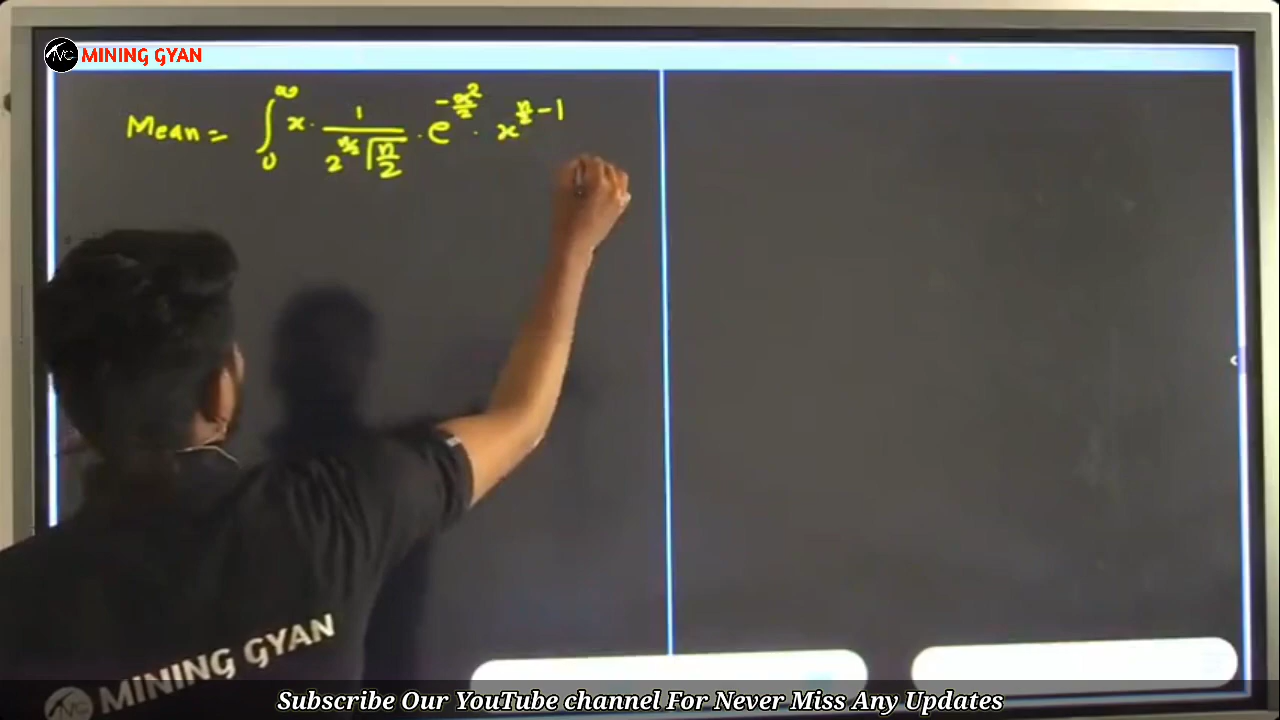 MINING GYAN
Mean = ∫₀^∞ x · 1/(2^(n/2) √(n/2)) · e^(-x²/2) · x^(n/2 - 1)
MINING GYAN
Subscribe Our YouTube channel For Never Miss Any Updates